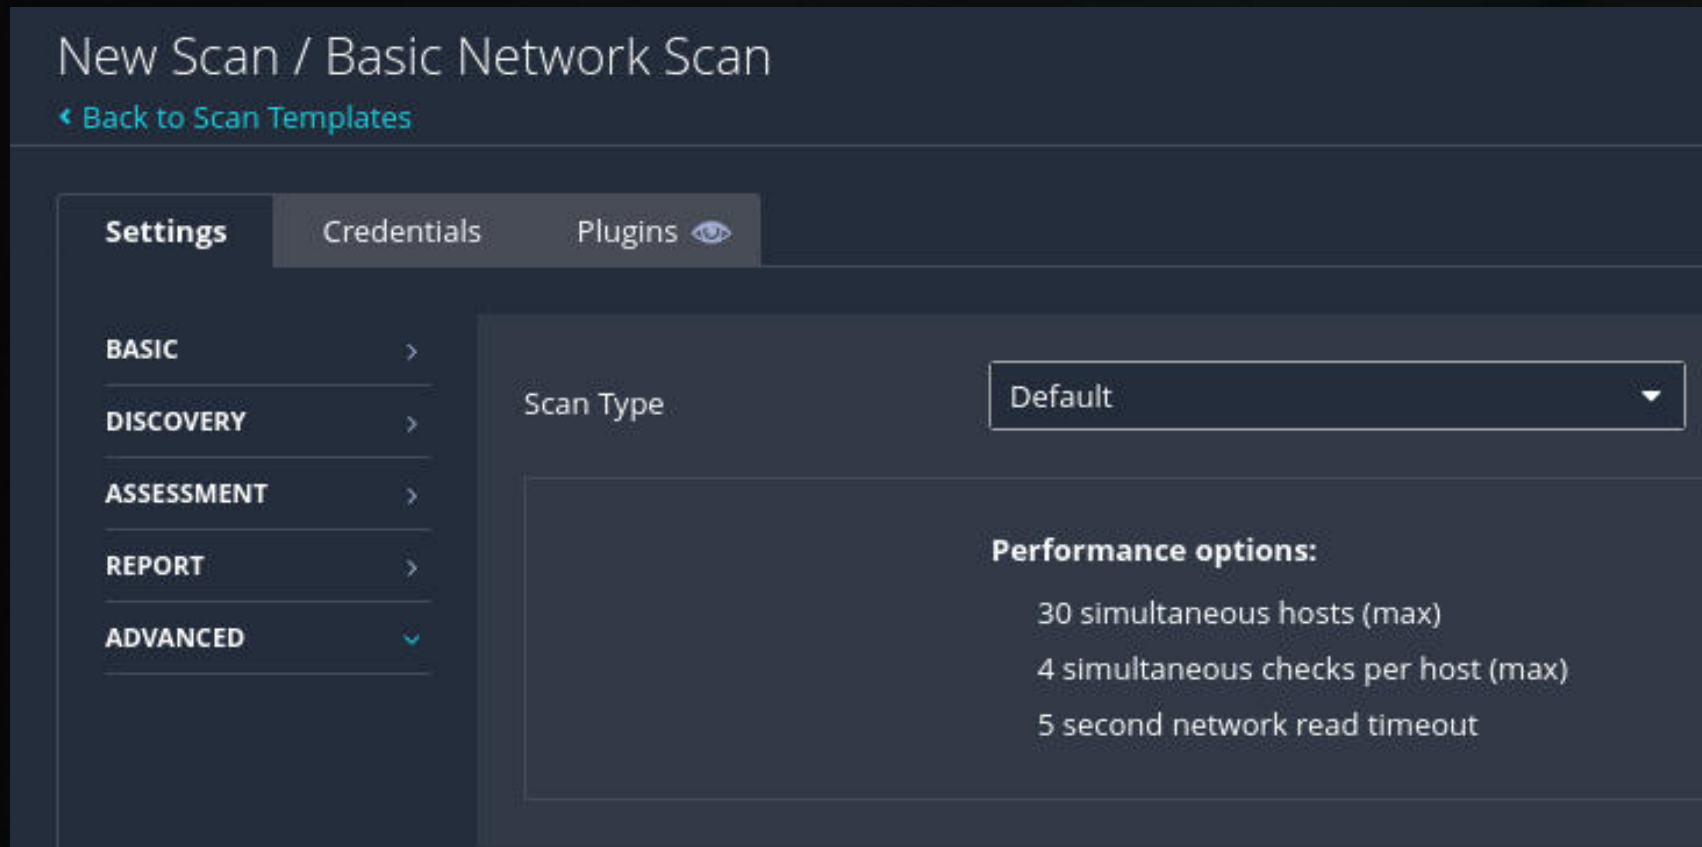 New Scan / Basic Network Scan
Back to Scan Templates
Settings Credentials Plugins
BASIC
DISCOVERY
ASSESSMENT
REPORT
ADVANCED
Scan Type Default
Performance options:
30 simultaneous hosts (max)
4 simultaneous checks per host (max)
5 second network read timeout